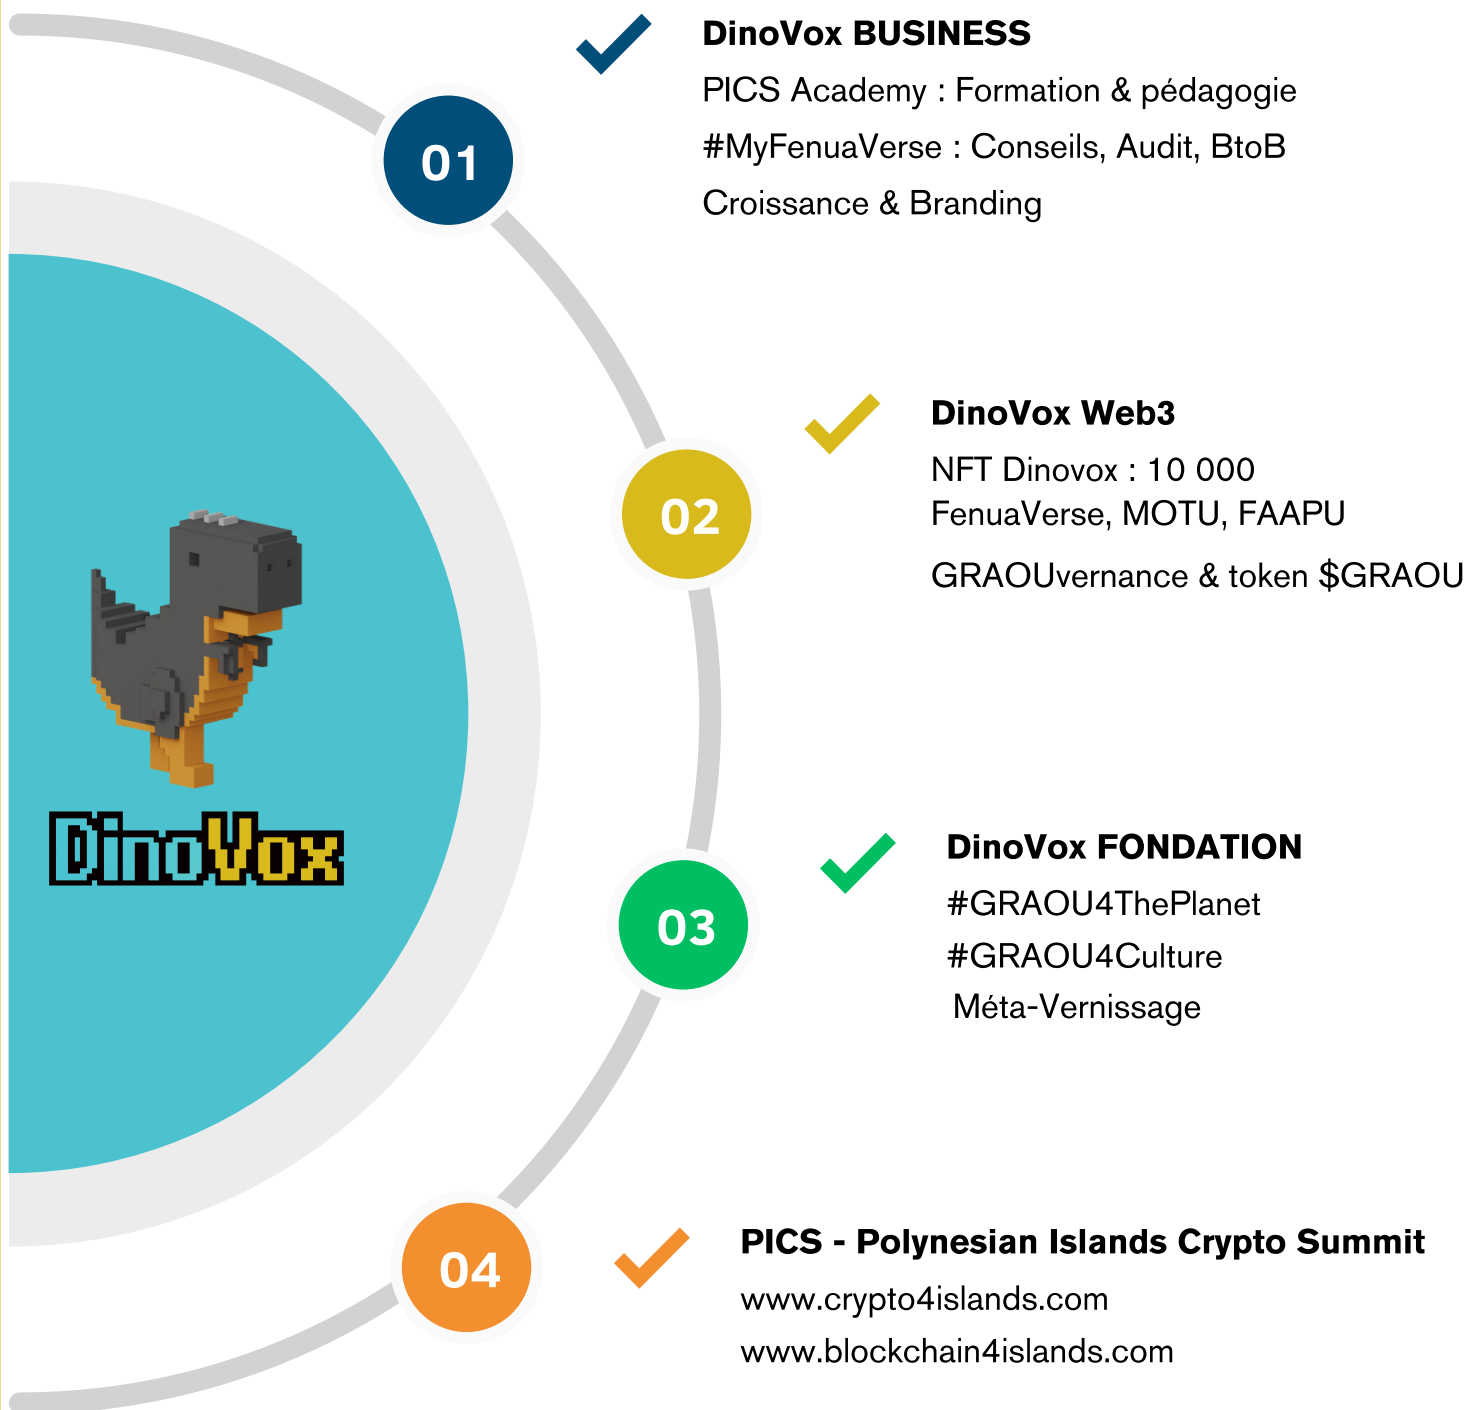 01
DinoVox BUSINESS
PICS Academy : Formation & pédagogie
#MyFenuaVerse : Conseils, Audit, BtoB
Croissance & Branding
02
DinoVox Web3
NFT Dinovox : 10 000
FenuaVerse, MOTU, FAAPU
GRAOUvernance & token $GRAOU
DinoVox
03
DinoVox FONDATION
#GRAOU4ThePlanet
#GRAOU4Culture
Méta-Vernissage
04
PICS - Polynesian Islands Crypto Summit
www.crypto4islands.com
www.blockchain4islands.com